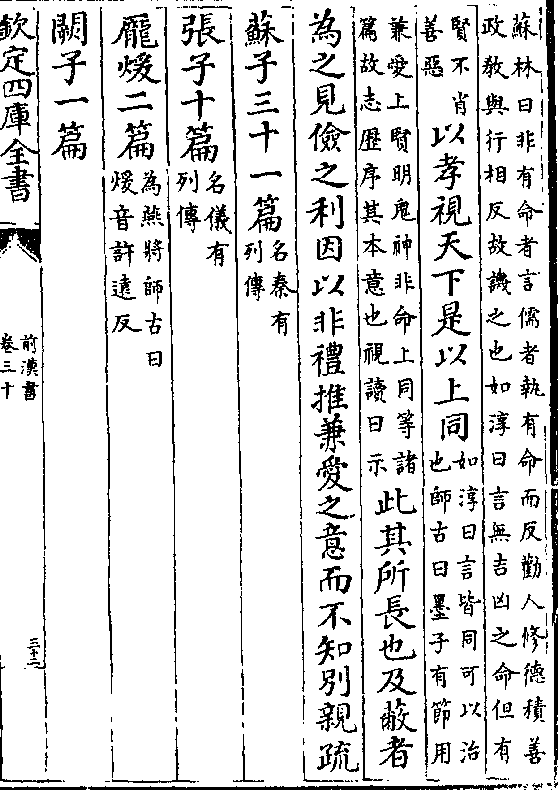 蘇林曰非有命者言儒者執有命而反勸人修德積善
政教與行相反故譏之也如淳曰言無吉凶之命但有
賢不肖
善惡
以孝視天下是以上同
如淳曰言皆同可以治
也師古曰墨子有節用
兼愛上賢明鬼神非命上同等諸
篇故志歴序其本意也視讀曰示
此其所長也及蔽者
為之見儉之利因以非禮推兼愛之意而不知別親疏
蘇子三十一篇
名秦有
列傳
張子十篇
名儀有
列傳
龐煖二篇
為燕將師古曰
煖音許逺反
闕子一篇
欽定四庫全書
前漢書
卷三十
三十二